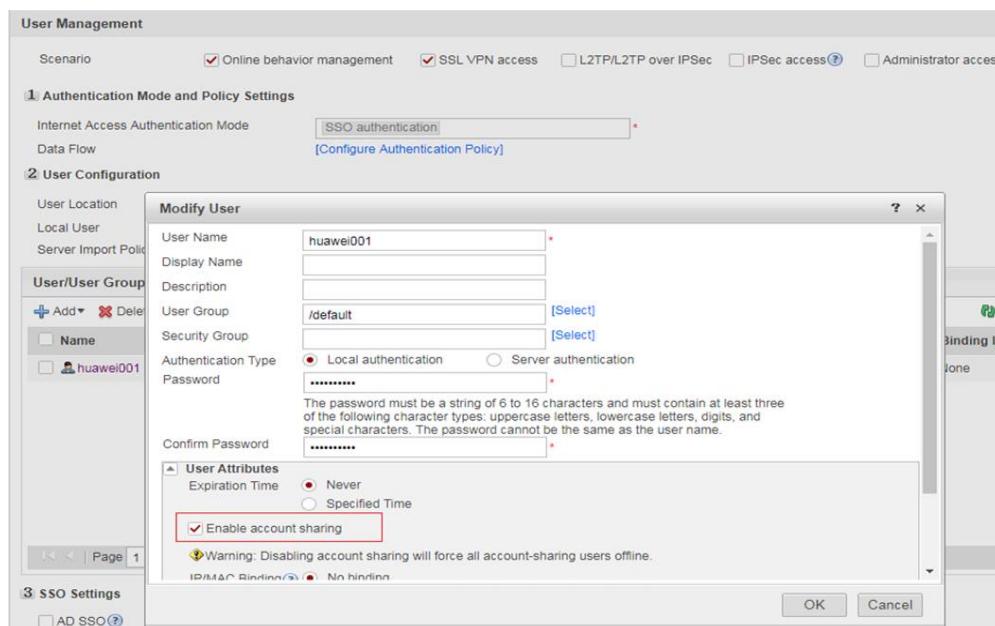 User Management
Scenario Online behavior management SSL VPN access L2TP/L2TP over IPSec IPSec access ? Administrator acces
1 Authentication Mode and Policy Settings
Internet Access Authentication Mode SSO authentication *
Data Flow [Configure Authentication Policy]
2 User Configuration
User Location
Local User
Server Import Polic
User/User Group
Add Dele
Name Binding I
huawei001 None
Page 1
3 SSO Settings
AD SSO ?
Modify User ? ×
User Name huawei001 *
Display Name
Description
User Group /default [Select]
Security Group [Select]
Authentication Type Local authentication Server authentication
Password •••••••••• *
The password must be a string of 6 to 16 characters and must contain at least three
of the following character types: uppercase letters, lowercase letters, digits, and
special characters. The password cannot be the same as the user name.
Confirm Password •••••••••• *
User Attributes
Expiration Time Never
Specified Time
Enable account sharing
Warning: Disabling account sharing will force all account-sharing users offline.
IP/MAC Binding ? No binding
OK Cancel